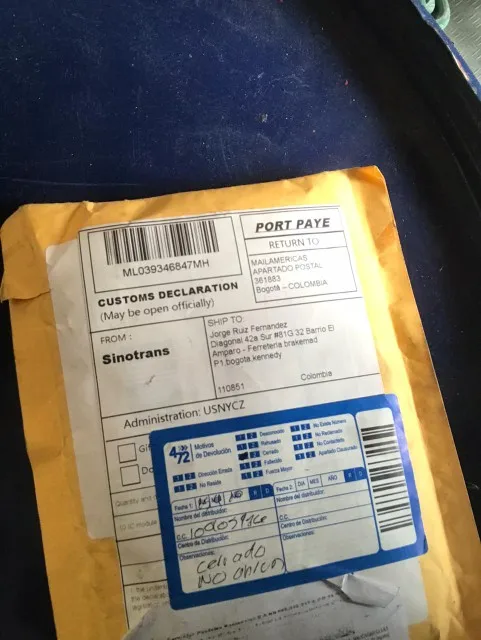 PORT PAYE
RETURN TO
MAILAMERICAS
APARTADO POSTAL
361883
Bogotá – COLOMBIA
ML039346847MH
CUSTOMS DECLARATION
(May be open officially)
FROM :
Sinotrans
SHIP TO:
Jorge Ruiz Fernandez
Diagonal 42a Sur #81G 32 Barrio El
Amparo - Ferreteria brakemad
P1 bogota kennedy
110851
Colombia
Administration: USNYCZ
472
Motivos
de Devolución
Desconocido
Rehusado
Cerrado
Fallecido
Fuerza Mayor
No Existe Número
No Reclamado
No Contactado
Apartado Clausurado
Dirección Errada
No Reside
Fecha 1:
R D
Fecha 2: DIA MES AÑO R D
Nombre del distribuidor:
Nombre del distribuidor:
C.C.
C.C.
Centro de Distribución:
Centro de Distribución:
Observaciones:
Observaciones:
cerrado
NO
Quantity and